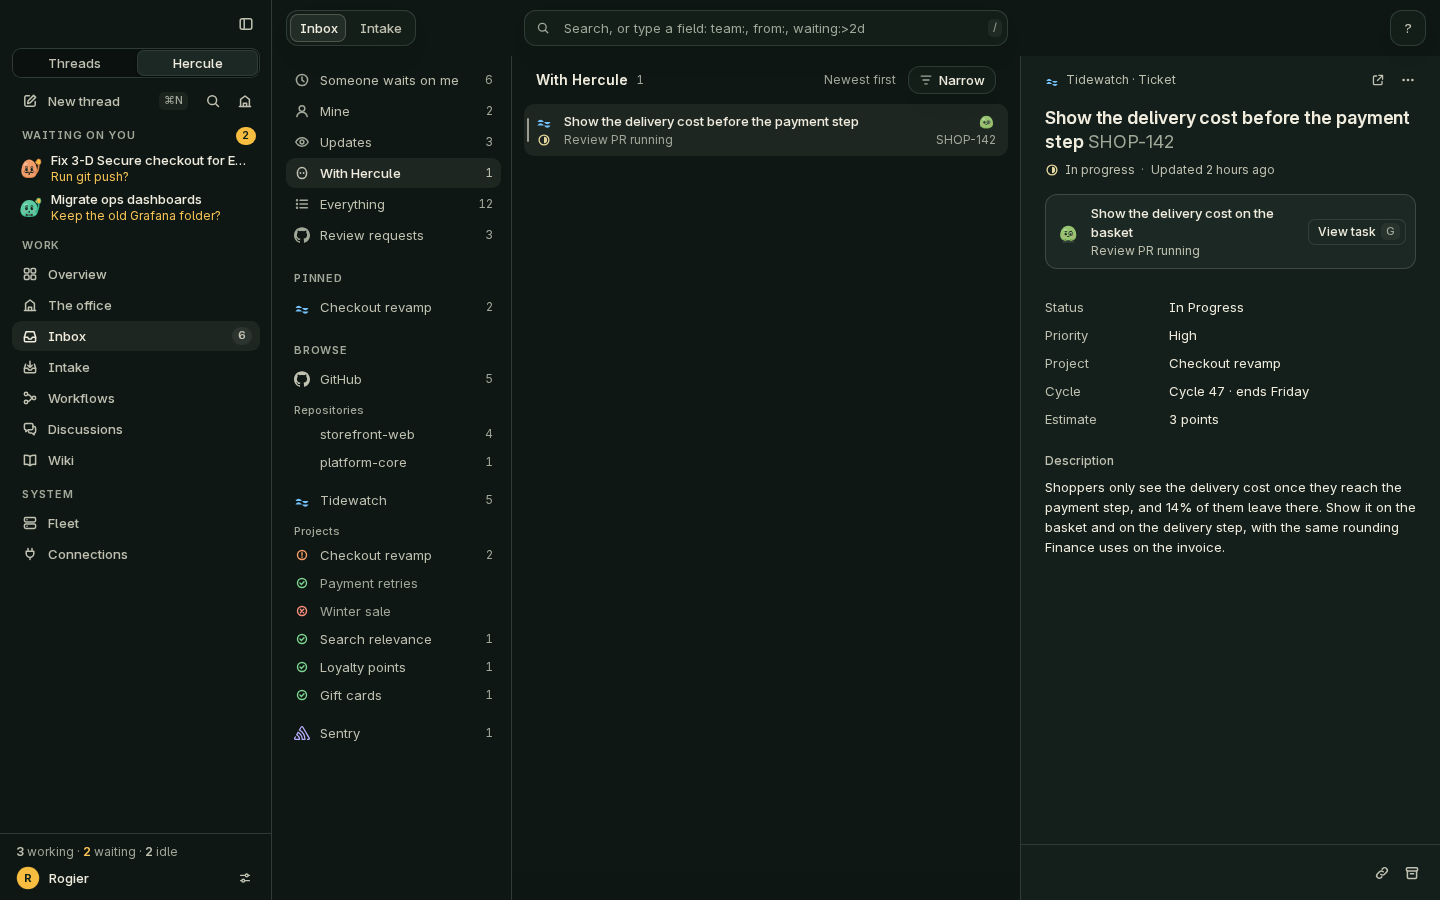 Threads
Hercule
New thread
⌘N
WAITING ON YOU
2
Fix 3-D Secure checkout for E...
Run git push?
Migrate ops dashboards
Keep the old Grafana folder?
WORK
Overview
The office
Inbox
6
Intake
Workflows
Discussions
Wiki
SYSTEM
Fleet
Connections
3 working · 2 waiting · 2 idle
R
Rogier
Inbox
Intake
Someone waits on me
6
Mine
2
Updates
3
With Hercule
1
Everything
12
Review requests
3
PINNED
Checkout revamp
2
BROWSE
GitHub
5
Repositories
storefront-web
4
platform-core
1
Tidewatch
5
Projects
Checkout revamp
2
Payment retries
Winter sale
Search relevance
1
Loyalty points
1
Gift cards
1
Sentry
1
Search, or type a field: team:, from:, waiting:>2d
/
?
With Hercule 1
Newest first
Narrow
Show the delivery cost before the payment step
Review PR running
SHOP-142
Tidewatch · Ticket
Show the delivery cost before the payment
step SHOP-142
In progress · Updated 2 hours ago
Show the delivery cost on the
basket
Review PR running
View task
G
Status
In Progress
Priority
High
Project
Checkout revamp
Cycle
Cycle 47 · ends Friday
Estimate
3 points
Description
Shoppers only see the delivery cost once they reach the
payment step, and 14% of them leave there. Show it on the
basket and on the delivery step, with the same rounding
Finance uses on the invoice.